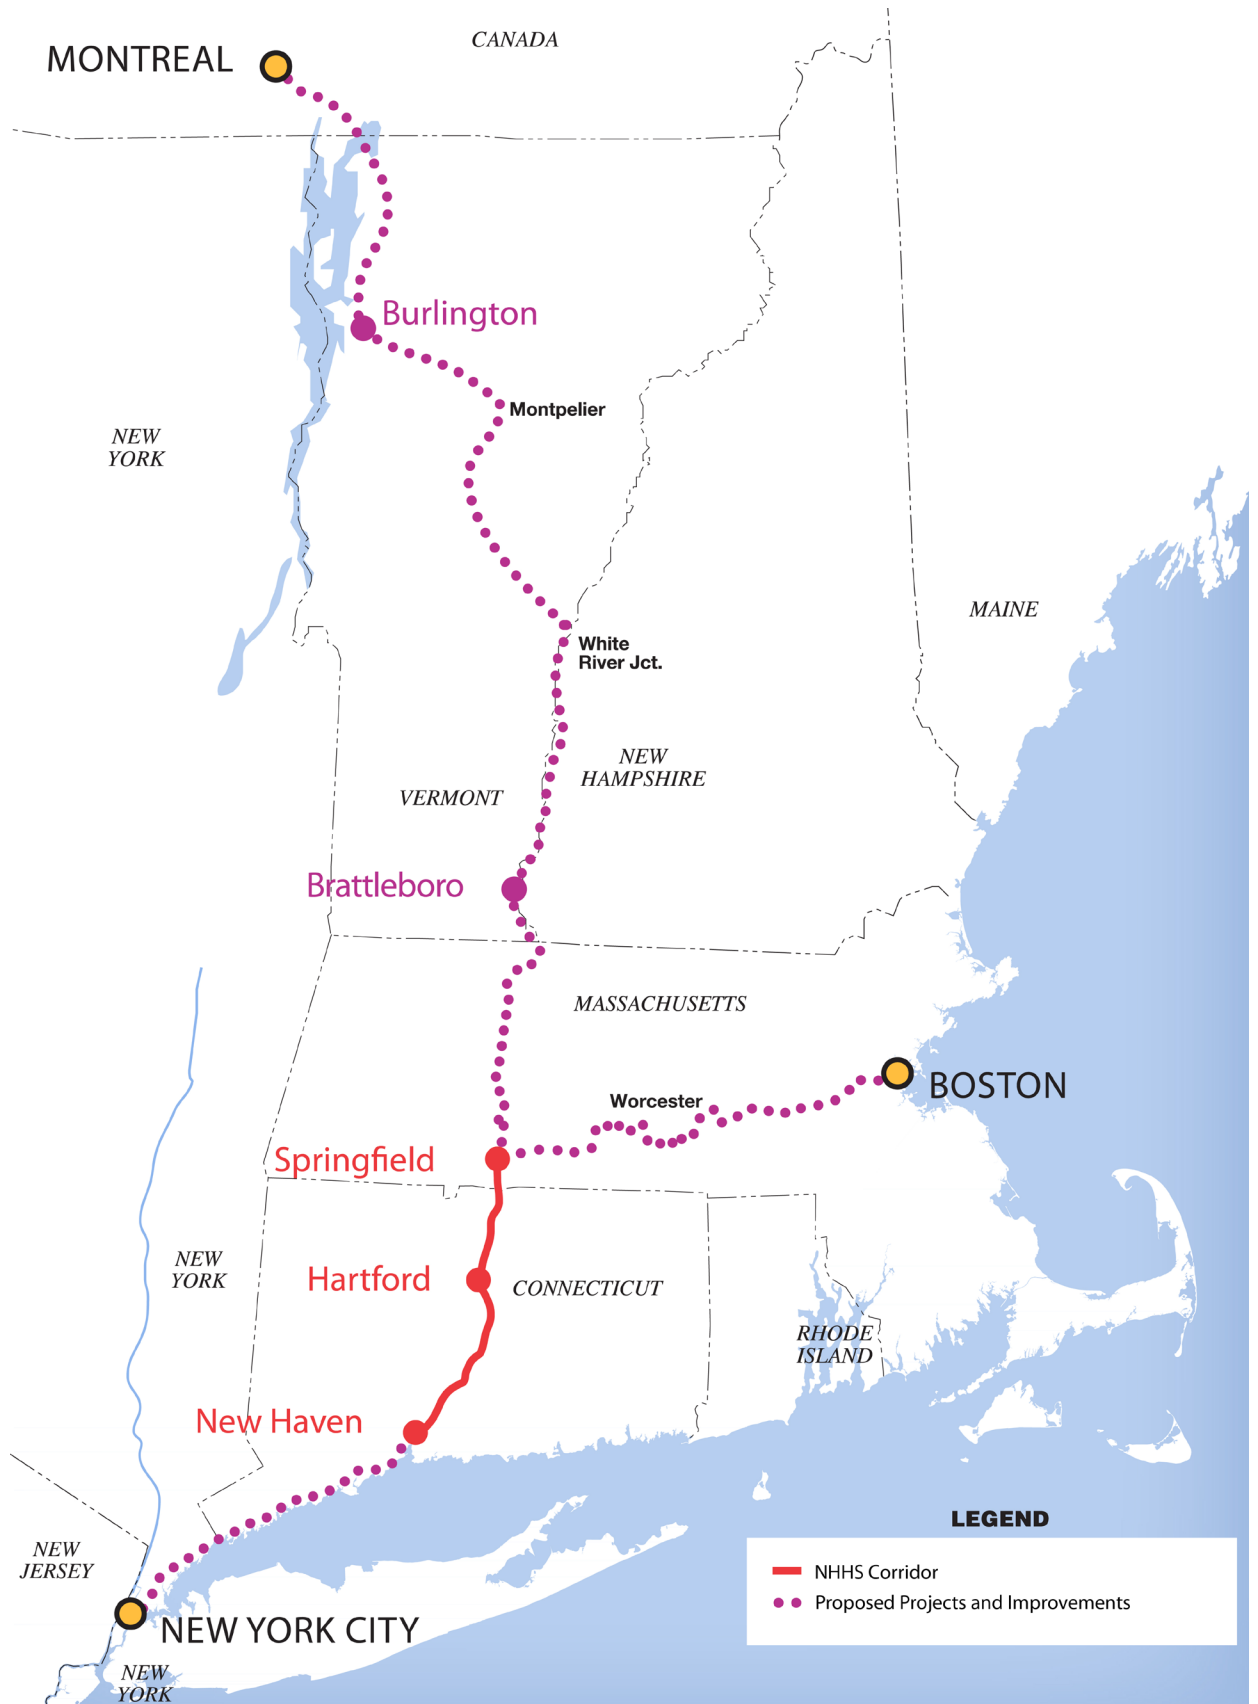 CANADA
MONTREAL
Burlington
Montpelier
NEW
YORK
MAINE
White
River Jct.
NEW
HAMPSHIRE
VERMONT
Brattleboro
MASSACHUSETTS
BOSTON
Worcester
Springfield
NEW
YORK
Hartford
CONNECTICUT
RHODE
ISLAND
New Haven
LEGEND
NHHS Corridor
Proposed Projects and Improvements
NEW
JERSEY
NEW YORK CITY
NEW
YORK